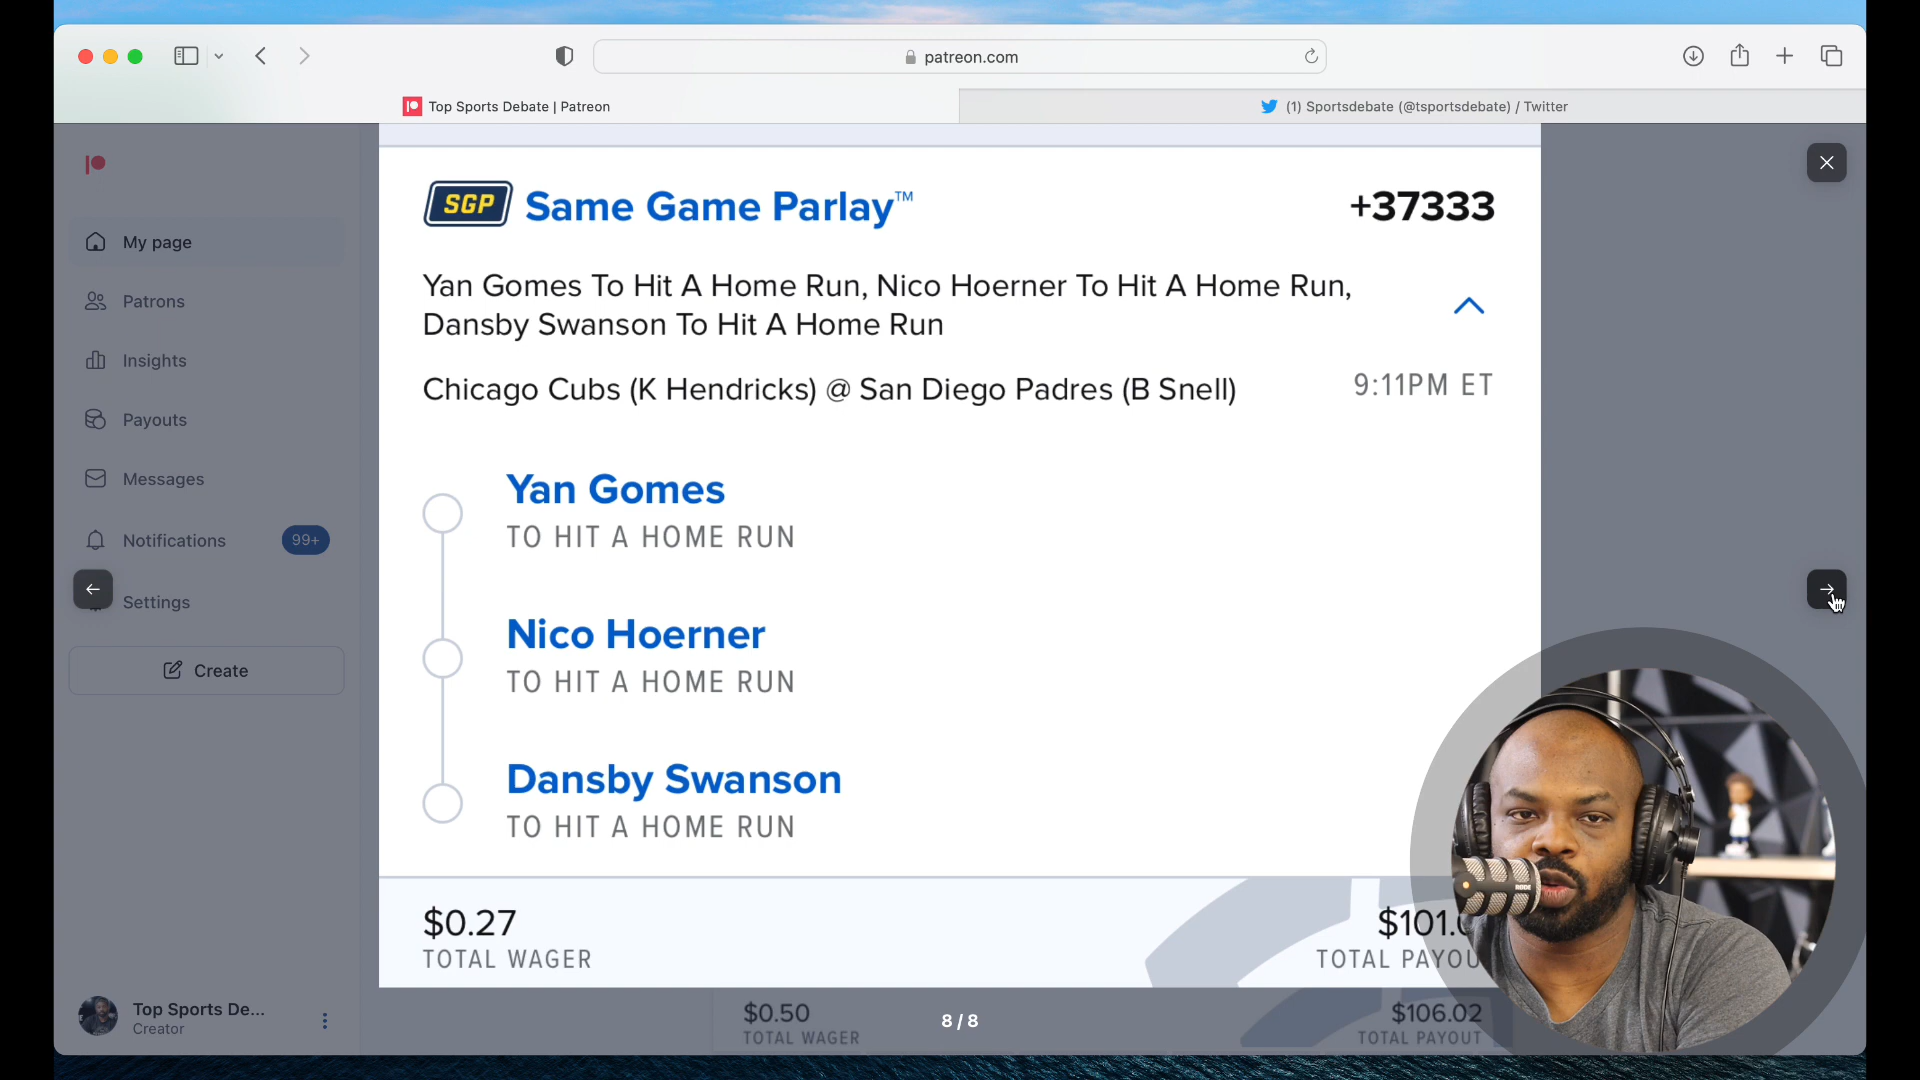 patreon.com
Top Sports Debate | Patreon
(1) Sportsdebate (@tsportsdebate) / Twitter
SGP Same Game Parlay™ +37333
Yan Gomes To Hit A Home Run, Nico Hoerner To Hit A Home Run,
Dansby Swanson To Hit A Home Run
Chicago Cubs (K Hendricks) @ San Diego Padres (B Snell) 9:11PM ET
Yan Gomes
TO HIT A HOME RUN
Nico Hoerner
TO HIT A HOME RUN
Dansby Swanson
TO HIT A HOME RUN
$0.27
TOTAL WAGER
$101.
TOTAL
My page
Patrons
Insights
Payouts
Messages
Notifications 99+
Settings
Create
Top Sports De...
Creator
$0.50
TOTAL WAGER
8 / 8
$106.02
TOTAL PAYOUT
RODE